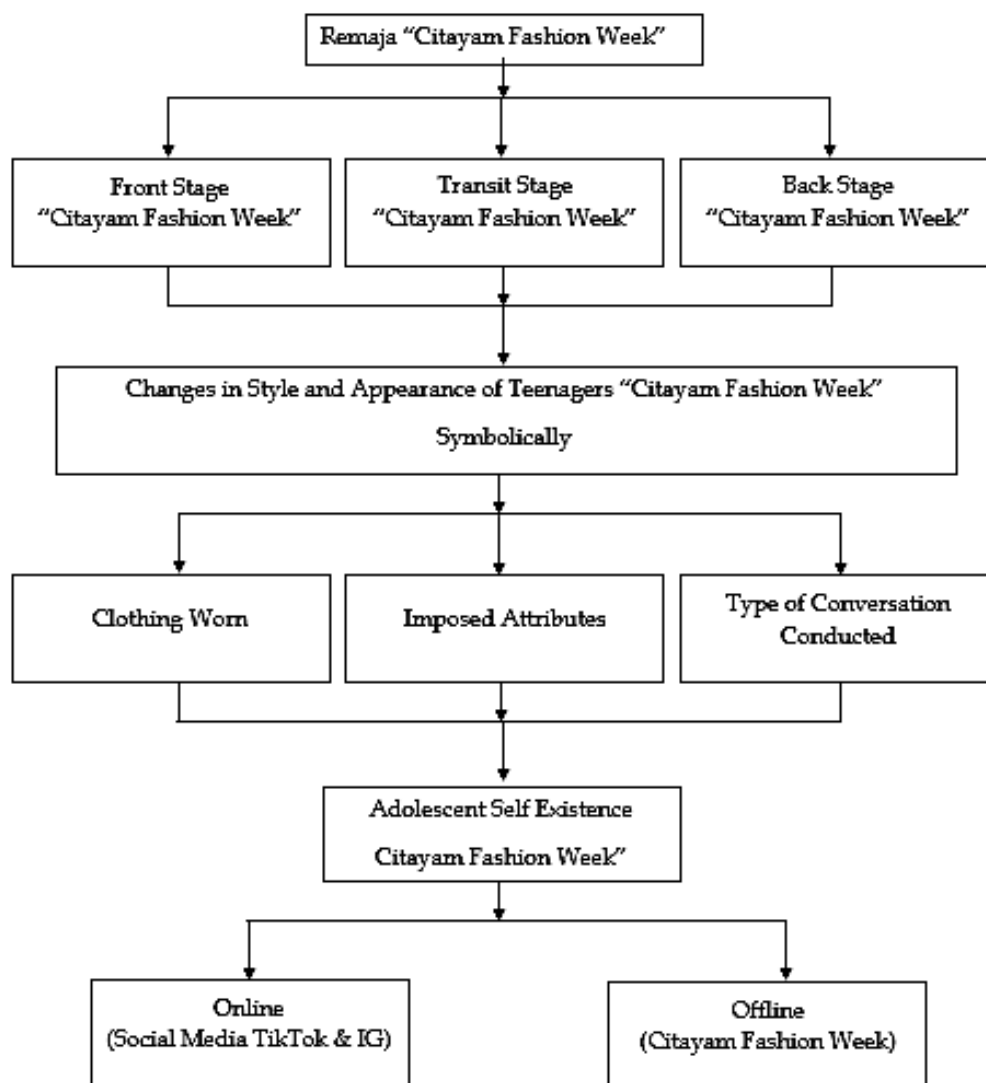 Remaja “Citayam Fashion Week”
Front Stage
“Citayam Fashion Week”
Transit Stage
“Citayam Fashion Week”
Back Stage
“Citayam Fashion Week”
Changes in Style and Appearance of Teenagers “Citayam Fashion Week”
Symbolically
Clothing Worn
Imposed Attributes
Type of Conversation
Conducted
Adolescent Self Existence
Citayam Fashion Week”
Online
(Social Media TikTok & IG)
Offline
(Citayam Fashion Week)